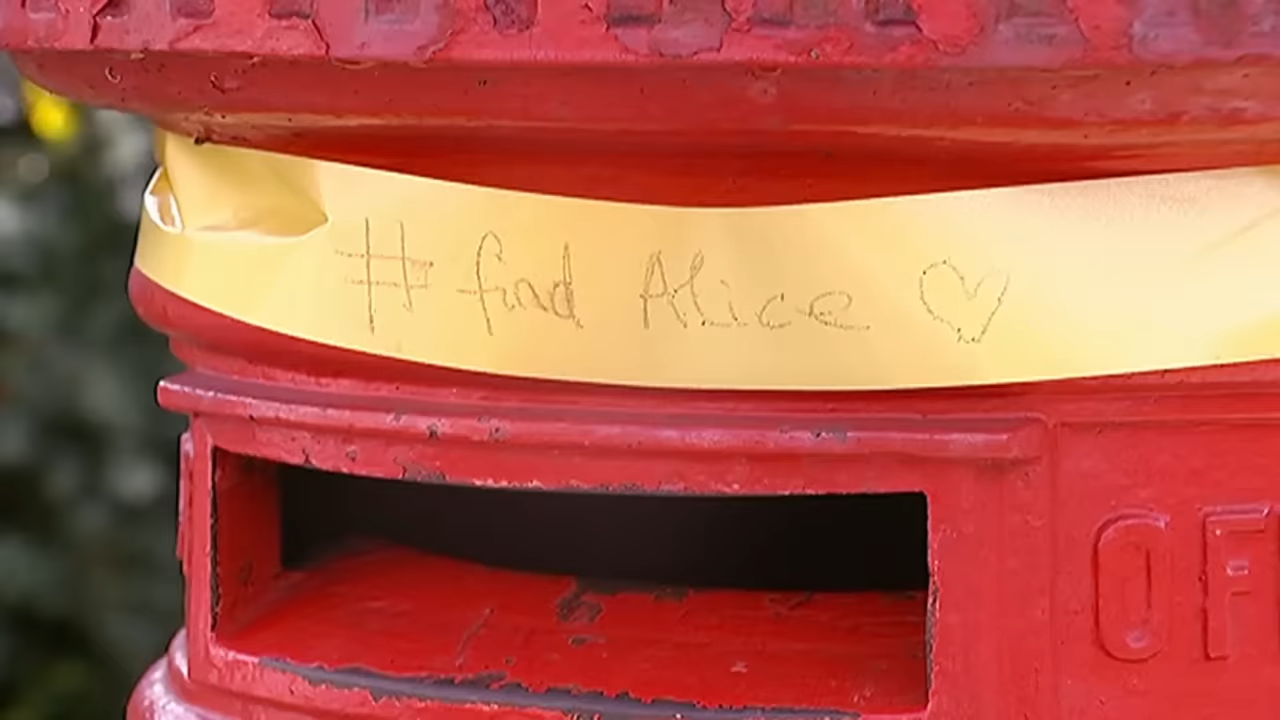 # find Alice ♡
OF